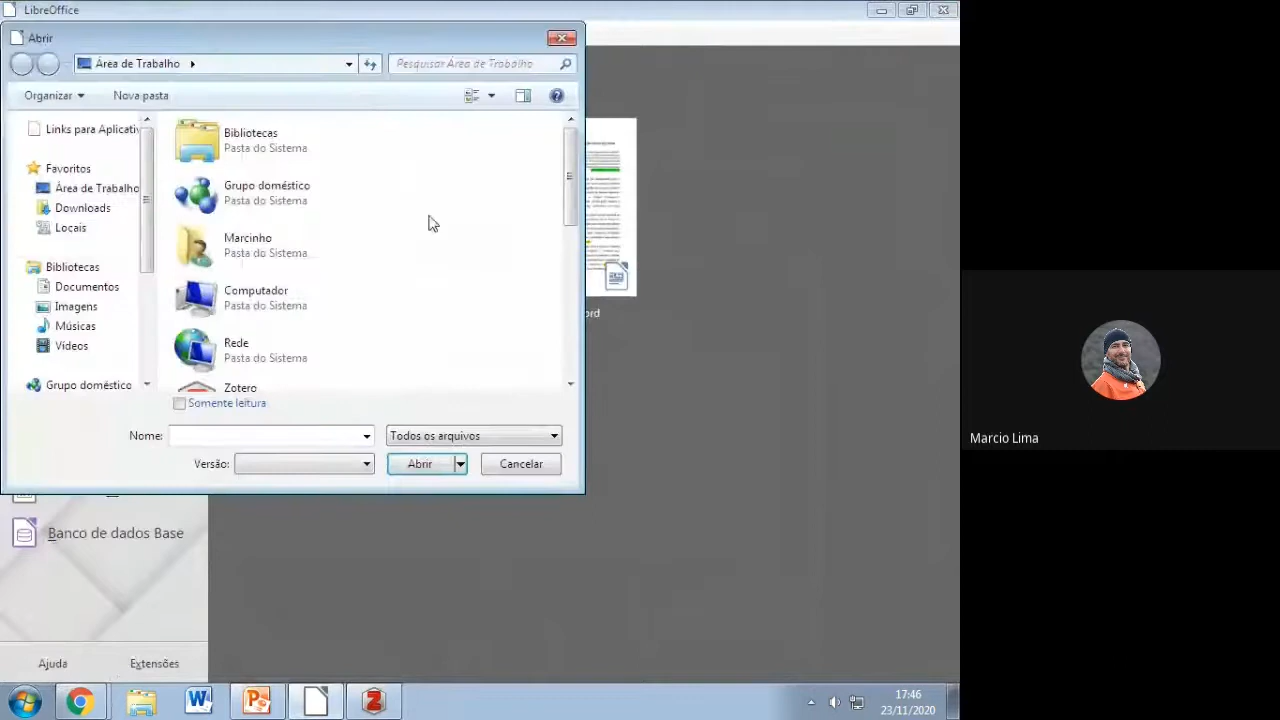 LibreOffice
Abrir
Área de Trabalho
Pesquisar Área de Trabalho
Organizar
Nova pasta
Links para Aplicativ
Favoritos
Área de Trabalho
Bibliotecas
Documentos
Imagens
Músicas
Vídeos
Grupo doméstico
Bibliotecas
Pasta do Sistema
Grupo doméstico
Pasta do Sistema
Marinho
Pasta do Sistema
Computador
Pasta do Sistema
Rede
Pasta do Sistema
Zotero
Somente leitura
Nome:
Todos os arquivos
Versão:
Abrir
Cancelar
ord
Banco de dados Base
Ajuda
Extensões
17:46
23/11/2020
Marcio Lima